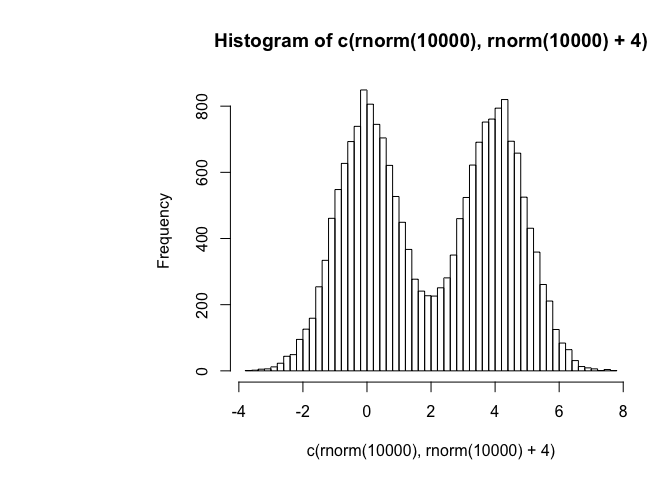 Histogram of c(rnorm(10000), rnorm(10000) + 4)
Frequency
800
600
400
200
0
-4 -2 0 2 4 6 8
c(rnorm(10000), rnorm(10000) + 4)